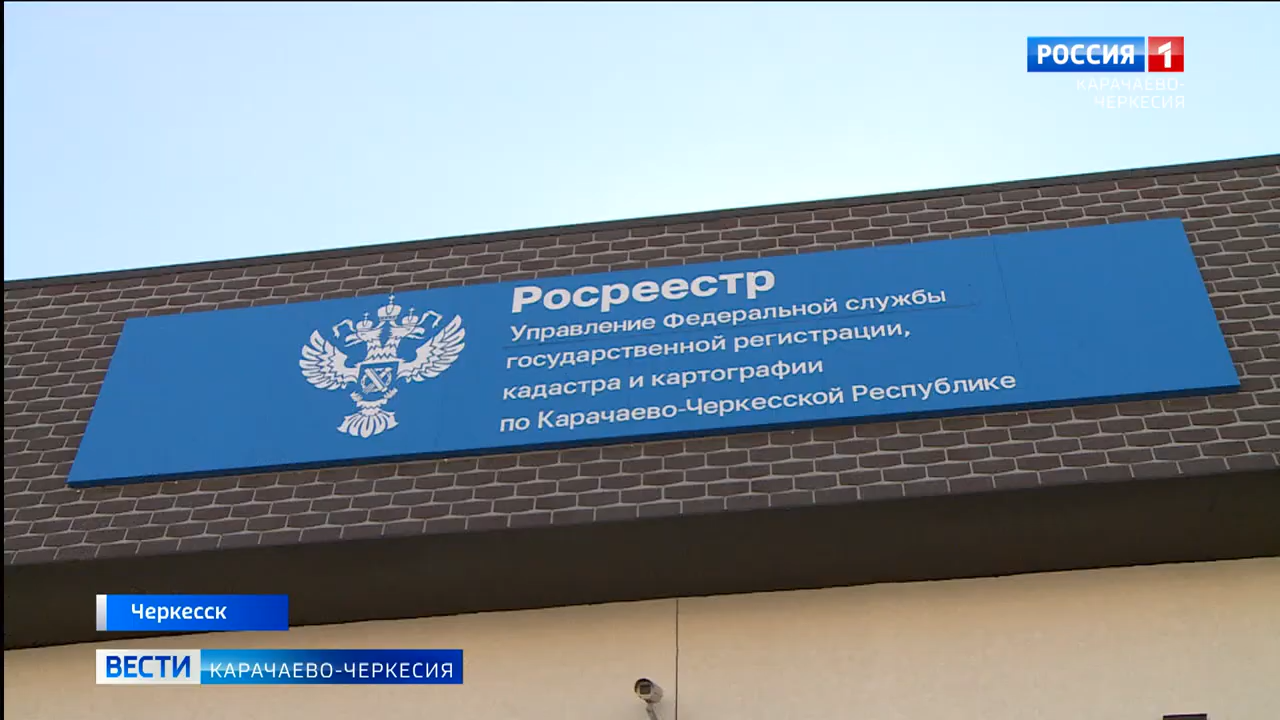 РОССИЯ 1
КАРАЧАЕВО-
ЧЕРКЕСИЯ
Росреестр
Управление Федеральной службы
государственной регистрации,
кадастра и картографии
по Карачаево-Черкесской Республике
Черкесск
ВЕСТИ КАРАЧАЕВО-ЧЕРКЕСИЯ